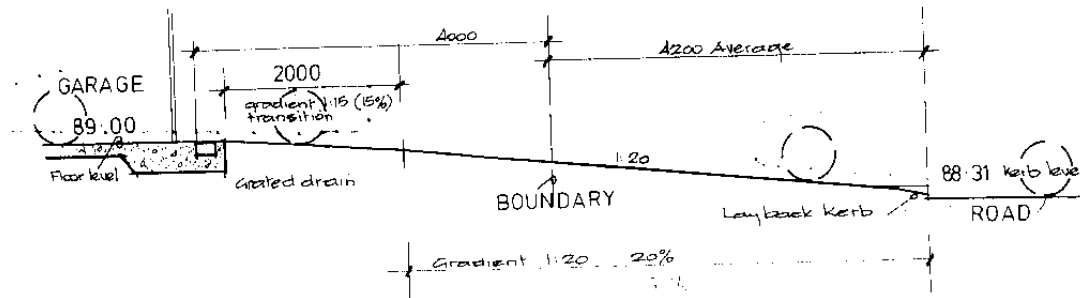 4000
4200 Average
2000
GARAGE
gradient 1:15 (15%)
transition
89.00
1:20
Floor level
Grated drain
88.31 Kerb level
BOUNDARY
Layback Kerb
ROAD
Gradient 1:20 20%